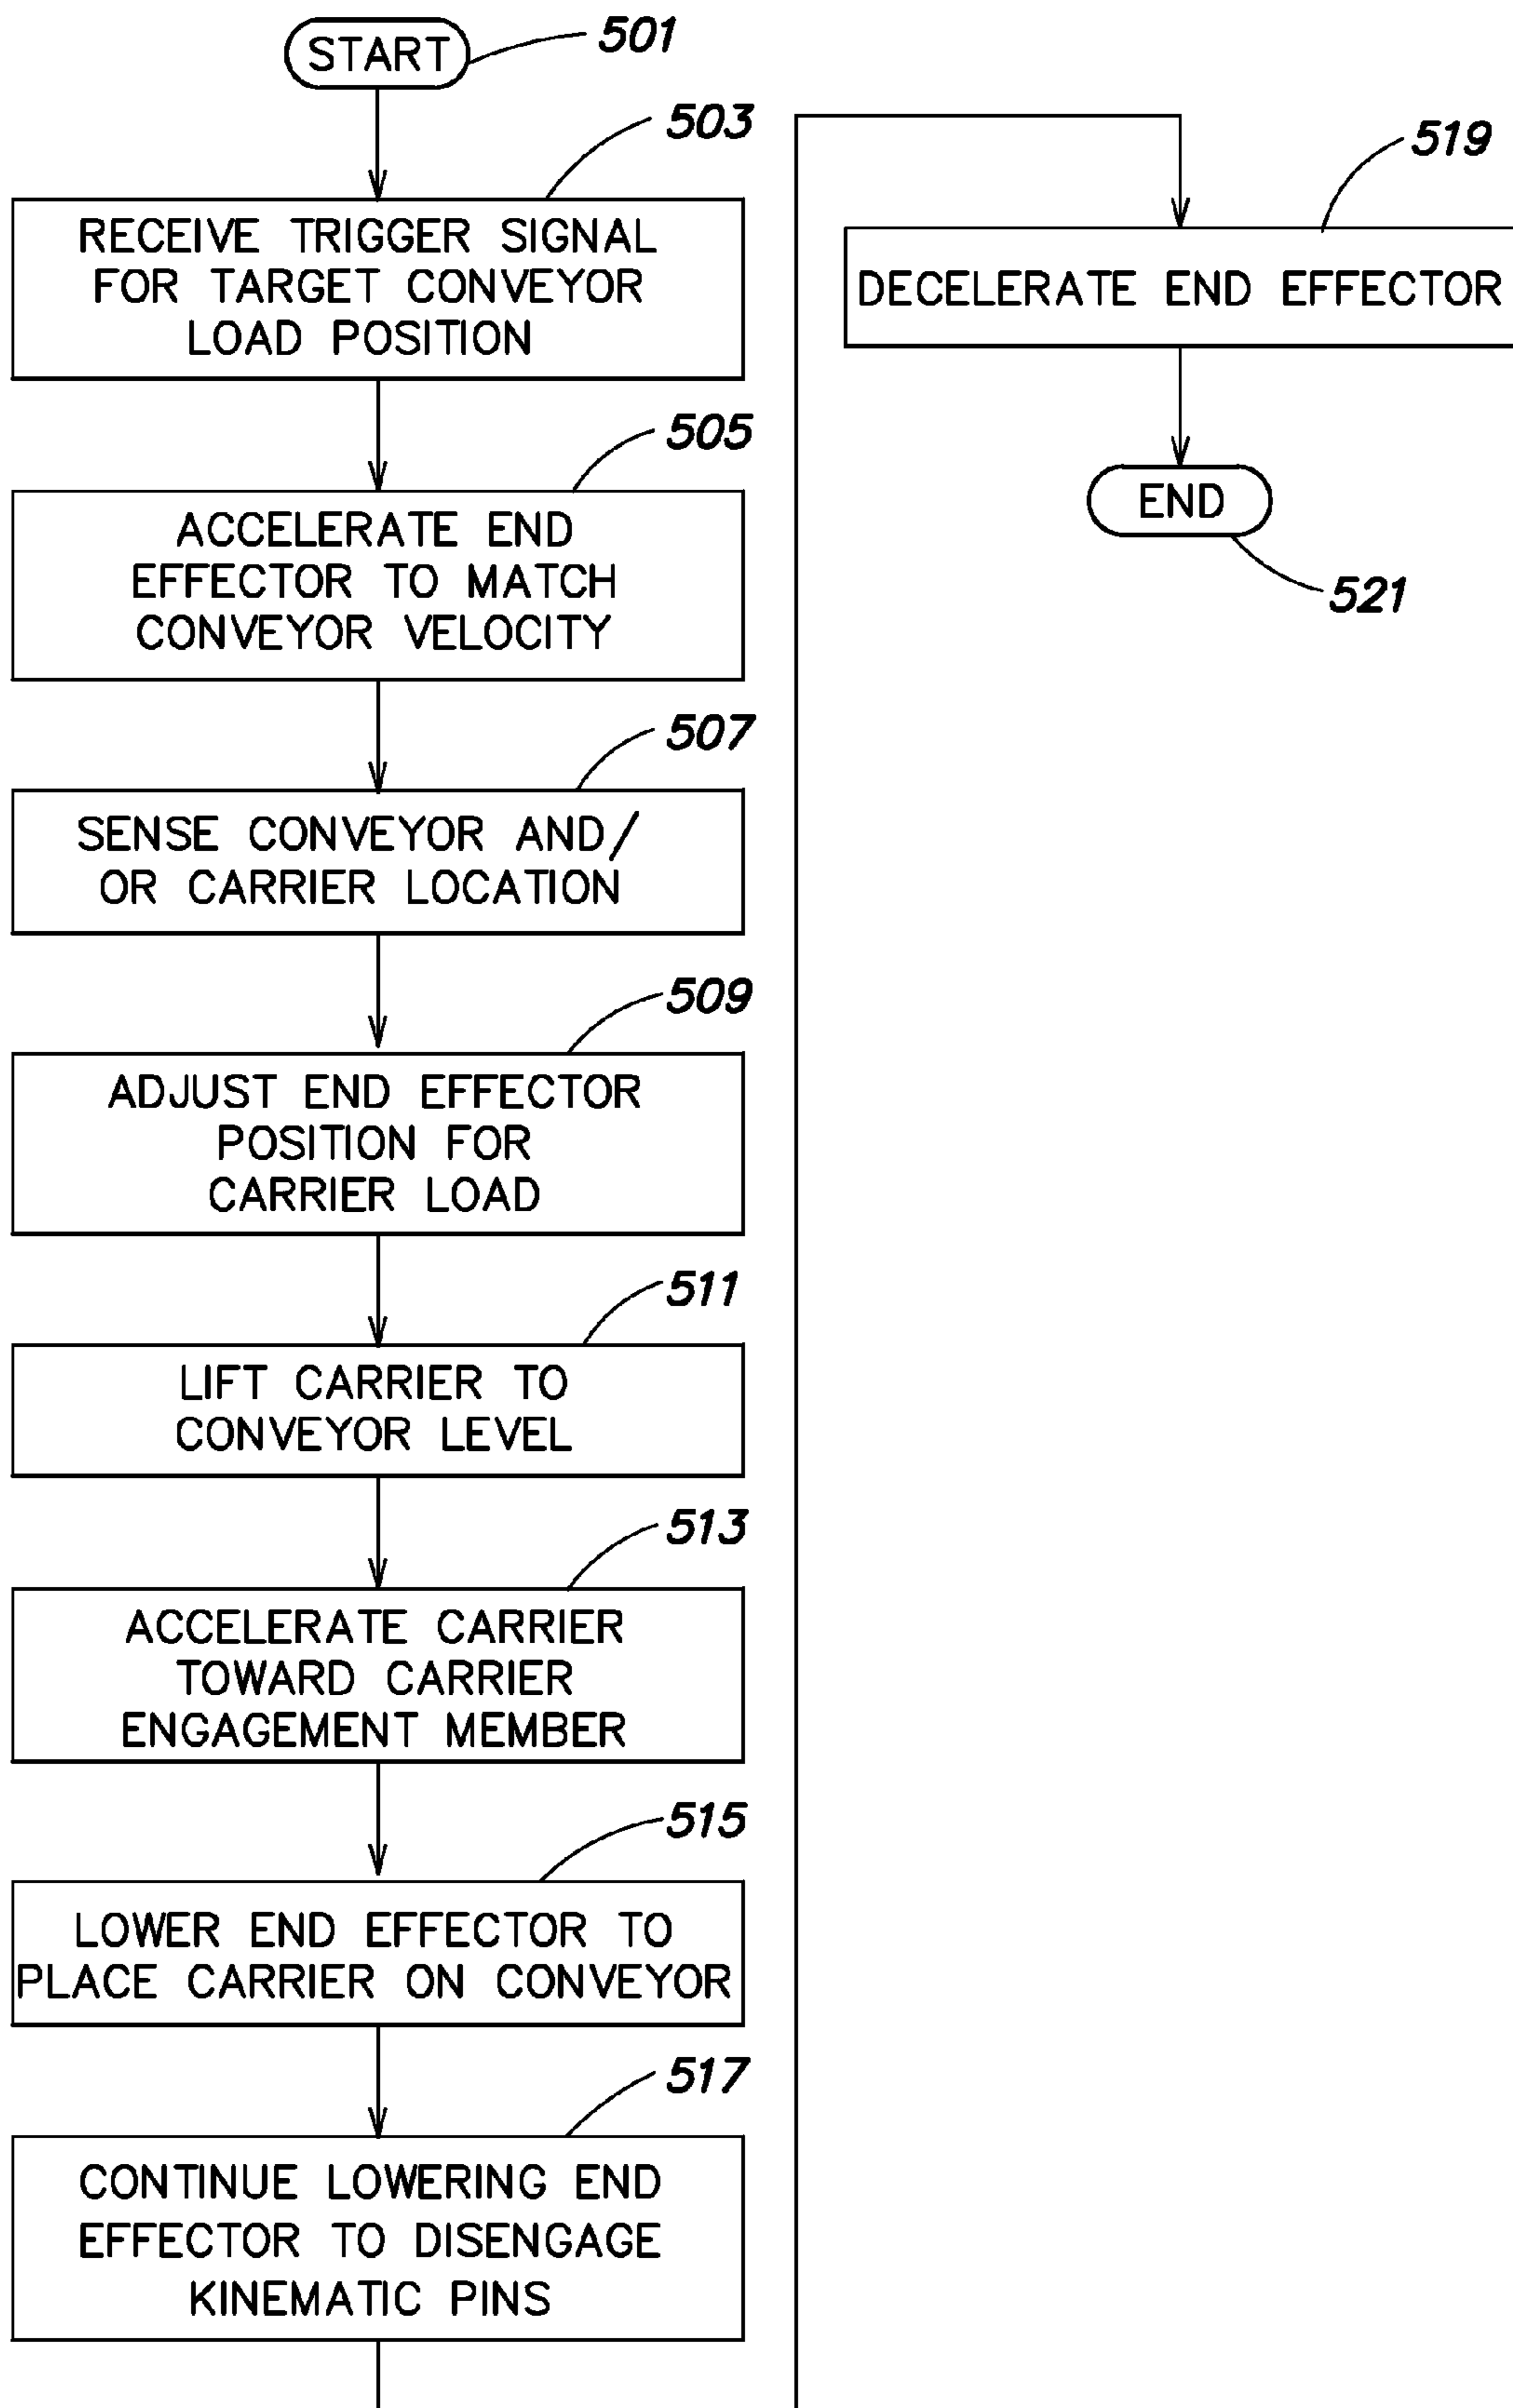 START
501
503
RECEIVE TRIGGER SIGNAL
FOR TARGET CONVEYOR
LOAD POSITION
505
ACCELERATE END
EFFECTOR TO MATCH
CONVEYOR VELOCITY
507
SENSE CONVEYOR AND/
OR CARRIER LOCATION
509
ADJUST END EFFECTOR
POSITION FOR
CARRIER LOAD
511
LIFT CARRIER TO
CONVEYOR LEVEL
513
ACCELERATE CARRIER
TOWARD CARRIER
ENGAGEMENT MEMBER
515
LOWER END EFFECTOR TO
PLACE CARRIER ON CONVEYOR
517
CONTINUE LOWERING END
EFFECTOR TO DISENGAGE
KINEMATIC PINS
519
DECELERATE END EFFECTOR
END
521